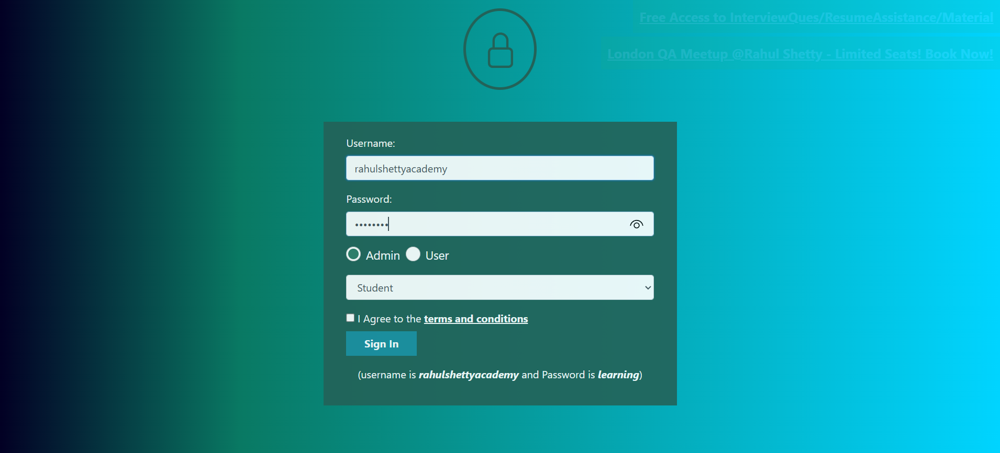 Free Access to InterviewQues/ResumeAssistance/Material
London QA Meetup @Rahul Shetty - Limited Seats! Book Now!
Username:
rahulshettyacademy
Password:
••••••••
Admin User
Student
I Agree to the terms and conditions
Sign In
(username is rahulshettyacademy and Password is learning)